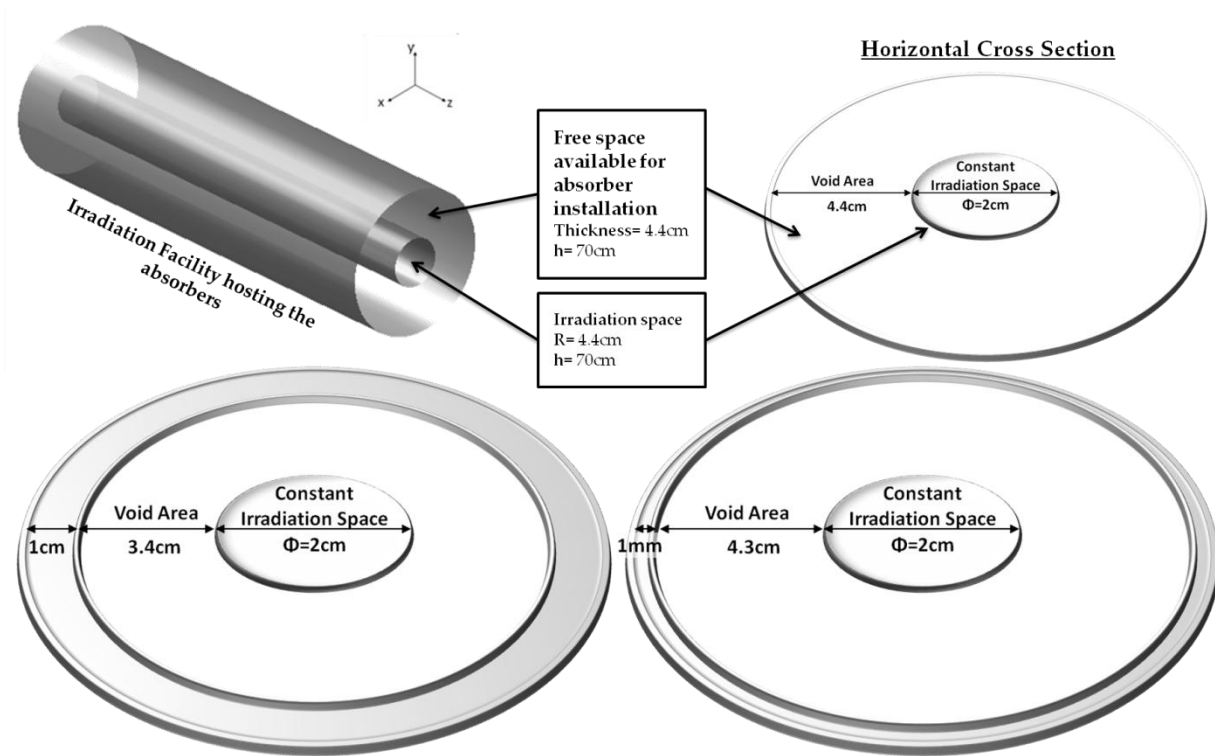 y
x
z
Irradiation Facility hosting the
absorbers
Free space
available for
absorber
installation
Thickness= 4.4cm
h= 70cm
Irradiation space
R= 4.4cm
h= 70cm
Horizontal Cross Section
Void Area
4.4cm
Constant
Irradiation Space
Φ=2cm
1cm
Void Area
3.4cm
Constant
Irradiation Space
Φ=2cm
1mm
Void Area
4.3cm
Constant
Irradiation Space
Φ=2cm